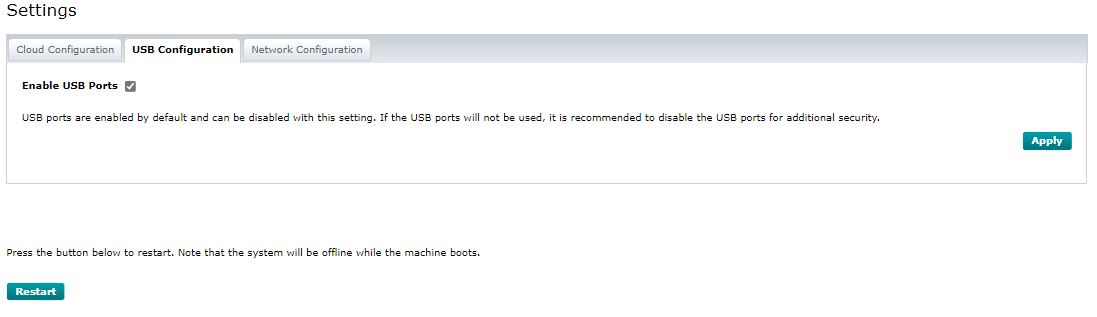 Settings
Cloud Configuration USB Configuration Network Configuration
Enable USB Ports
USB ports are enabled by default and can be disabled with this setting. If the USB ports will not be used, it is recommended to disable the USB ports for additional security.
Apply
Press the button below to restart. Note that the system will be offline while the machine boots.
Restart